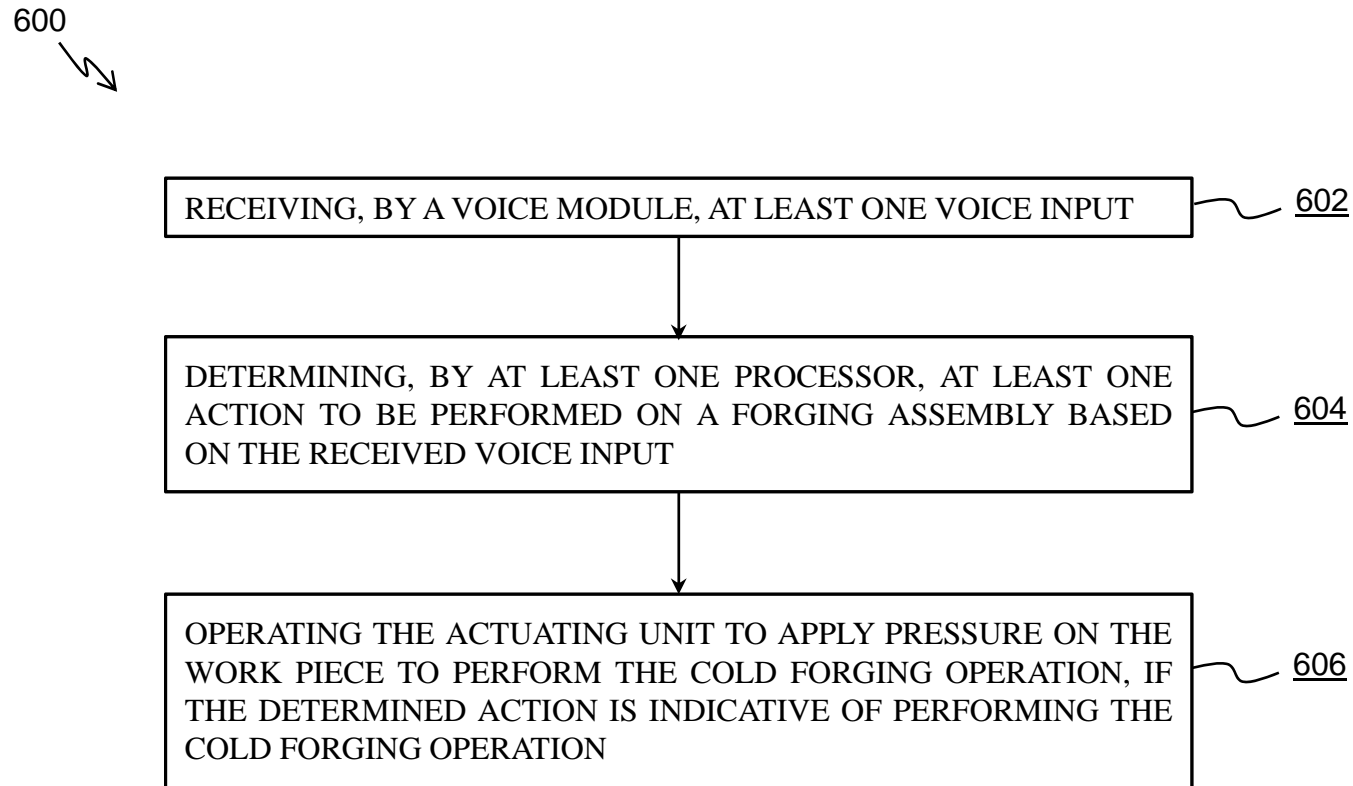 600
RECEIVING, BY A VOICE MODULE, AT LEAST ONE VOICE INPUT
602
DETERMINING, BY AT LEAST ONE PROCESSOR, AT LEAST ONE
ACTION TO BE PERFORMED ON A FORGING ASSEMBLY BASED
ON THE RECEIVED VOICE INPUT
604
OPERATING THE ACTUATING UNIT TO APPLY PRESSURE ON THE
WORK PIECE TO PERFORM THE COLD FORGING OPERATION, IF
THE DETERMINED ACTION IS INDICATIVE OF PERFORMING THE
COLD FORGING OPERATION
606